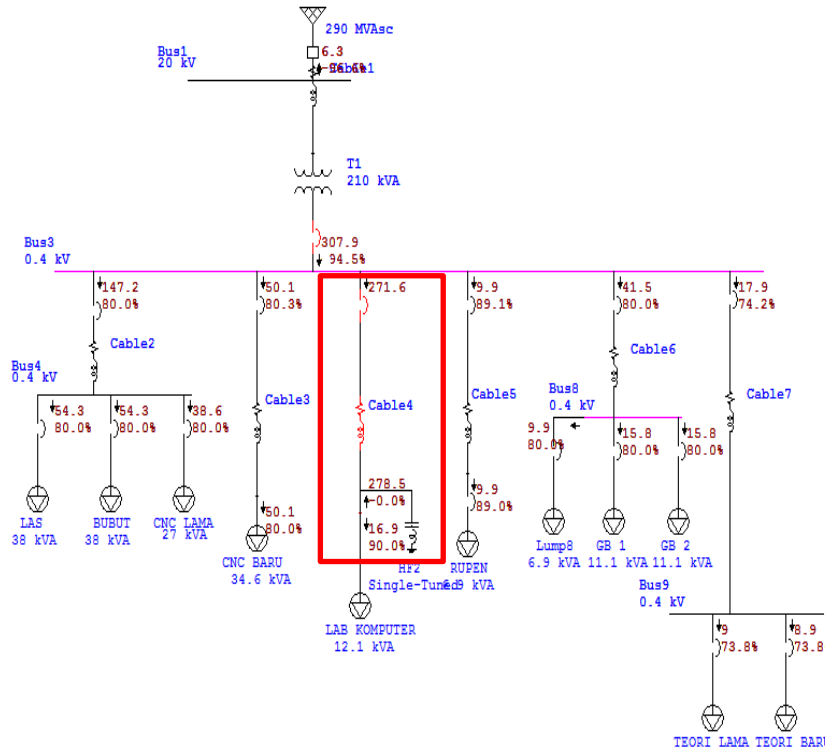 290 MVAsc
Bus1
20 kV
6.3
T1
210 kVA
307.9
94.5%
Bus3
0.4 kV
147.2
80.0%
50.1
80.3%
271.6
9.9
89.1%
41.5
80.0%
17.9
74.2%
Cable2
Cable6
Bus4
0.4 kV
Cable3
Cable4
Cable5
Bus8
0.4 kV
Cable7
54.3
80.0%
54.3
80.0%
38.6
80.0%
9.9
80.0%
15.8
80.0%
15.8
80.0%
278.5
-0.0%
16.9
90.0%
50.1
80.0%
9.9
89.0%
LAS
38 kVA
BUBUT
38 kVA
CNC LAMA
27 kVA
CNC BARU
34.6 kVA
HF2
Single-Tuned
RUPEN
kVA
Lump8
6.9 kVA
GB 1
11.1 kVA
GB 2
11.1 kVA
Bus9
0.4 kV
LAB KOMPUTER
12.1 kVA
9
73.8%
8.9
73.8
TEORI LAMA
TEORI BARU